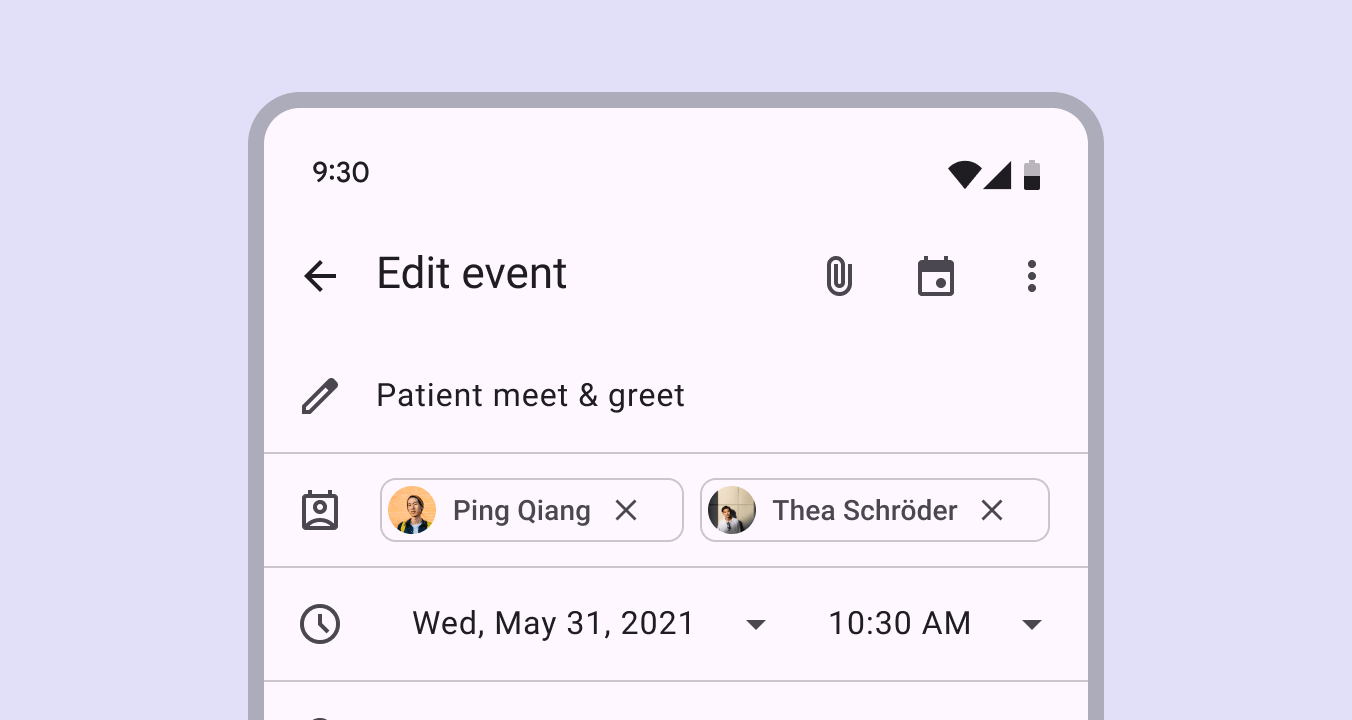 9:30
Edit event
Patient meet & greet
Ping Qiang Thea Schröder
Wed, May 31, 2021 10:30 AM